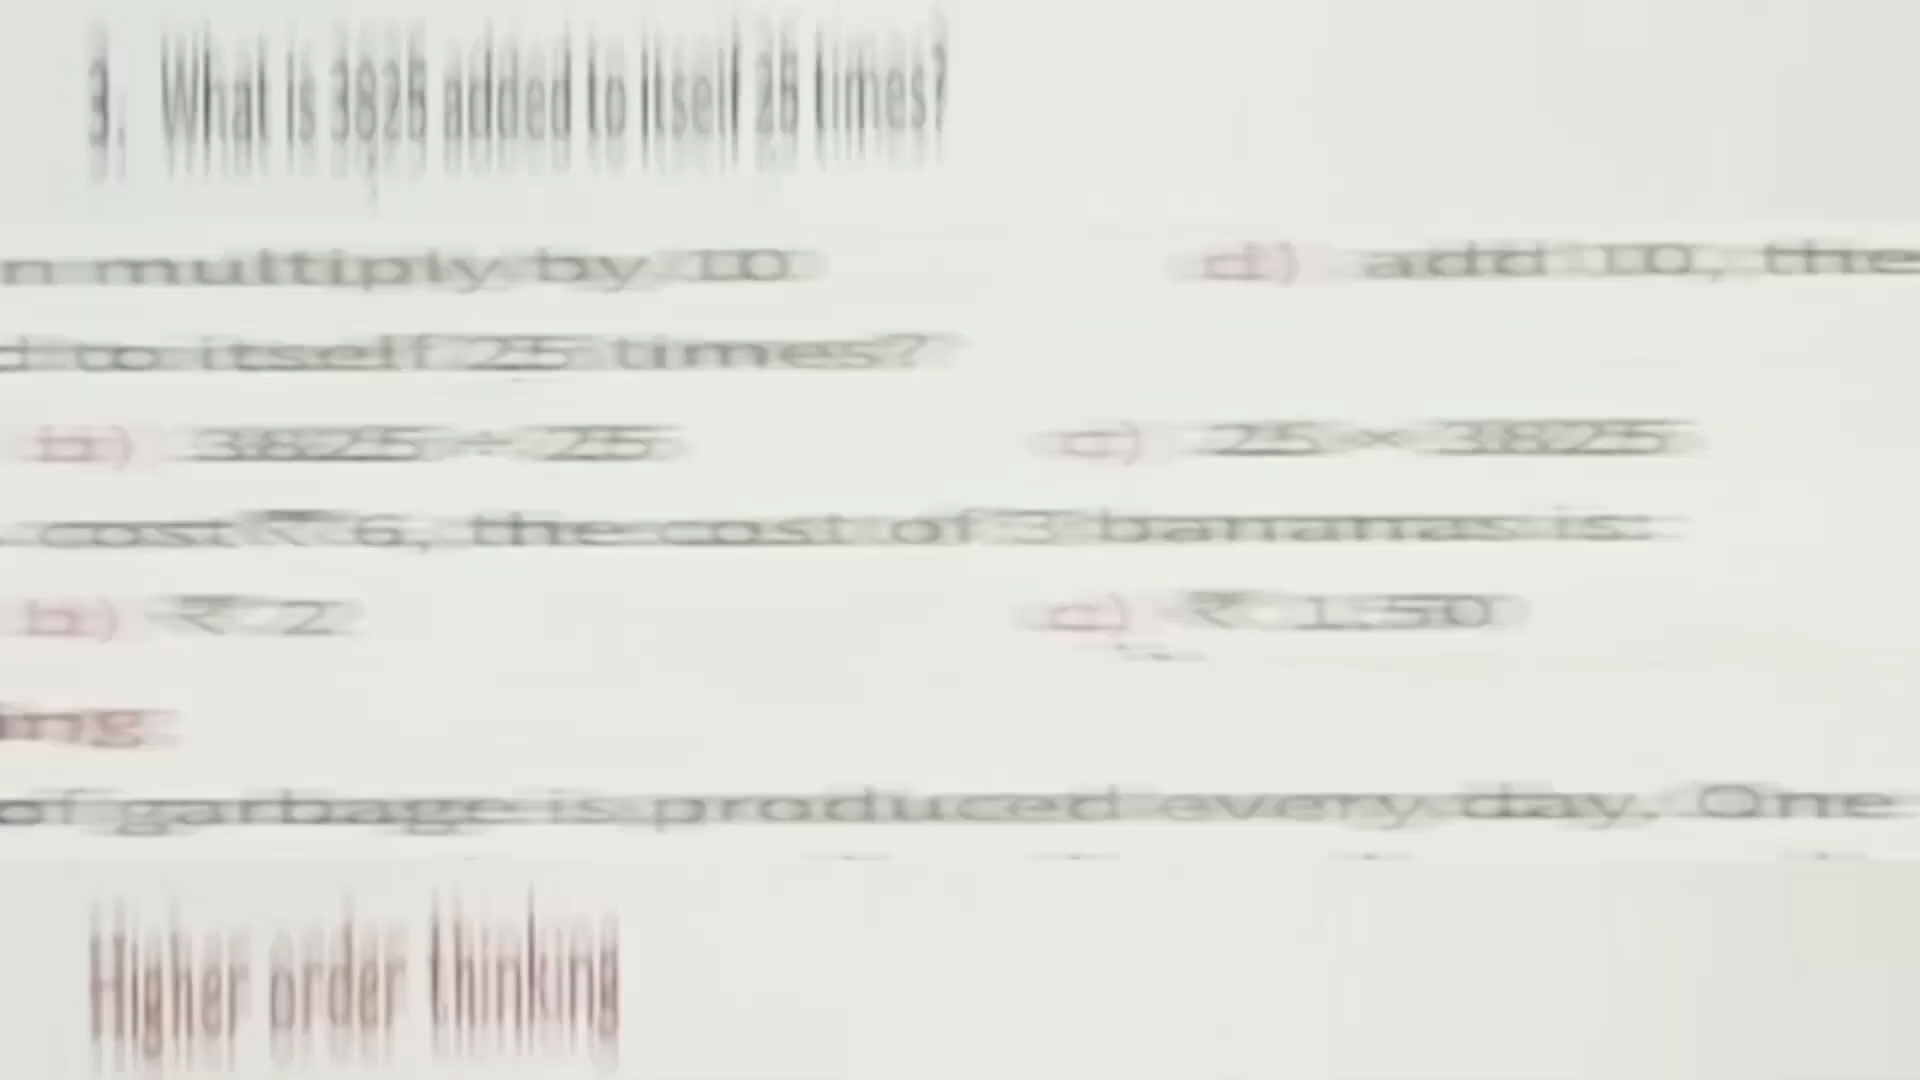 3. What is 3825 added to itself 25 times?
n multiply by 10 d) add 10, the
d to itself 25 times?
b) 3825 ÷ 25 c) 25 × 3825
cost ₹ 6, the cost of 3 bananas is:
b) ₹ 2 c) ₹ 1.50
ing
of garbage is produced every day. One
Higher order thinking